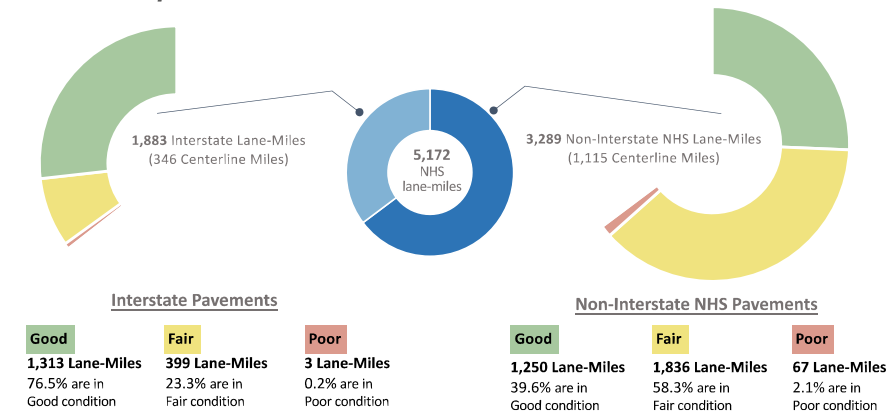 1,883 Interstate Lane-Miles
(346 Centerline Miles)
5,172
NHS
lane-miles
3,289 Non-Interstate NHS Lane-Miles
(1,115 Centerline Miles)
Interstate Pavements
Good
1,313 Lane-Miles
76.5% are in
Good condition
Fair
399 Lane-Miles
23.3% are in
Fair condition
Poor
3 Lane-Miles
0.2% are in
Poor condition
Non-Interstate NHS Pavements
Good
1,250 Lane-Miles
39.6% are in
Good condition
Fair
1,836 Lane-Miles
58.3% are in
Fair condition
Poor
67 Lane-Miles
2.1% are in
Poor condition